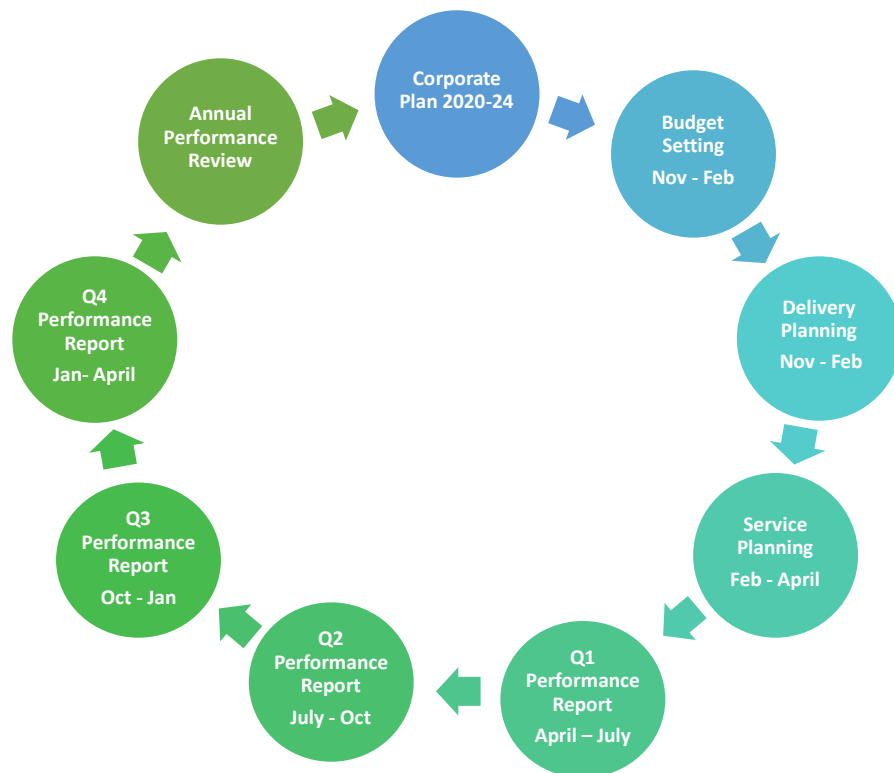 Corporate
Plan 2020-24
Budget
Setting
Nov - Feb
Delivery
Planning
Nov - Feb
Service
Planning
Feb - April
Q1
Performance
Report
April – July
Q2
Performance
Report
July - Oct
Q3
Performance
Report
Oct - Jan
Q4
Performance
Report
Jan- April
Annual
Performance
Review